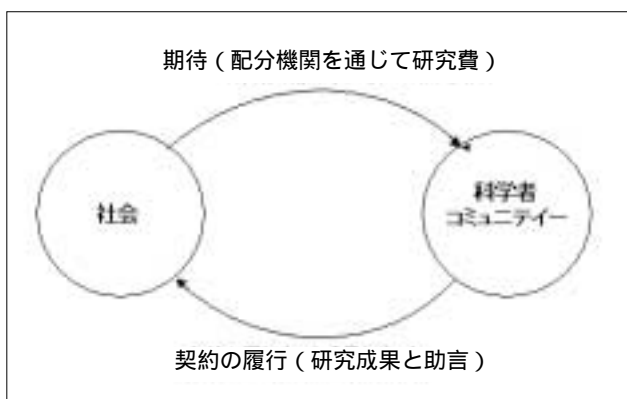 期待（配分機関を通じて研究費）
社会
科学者
コミュニテイー
契約の履行（研究成果と助言）